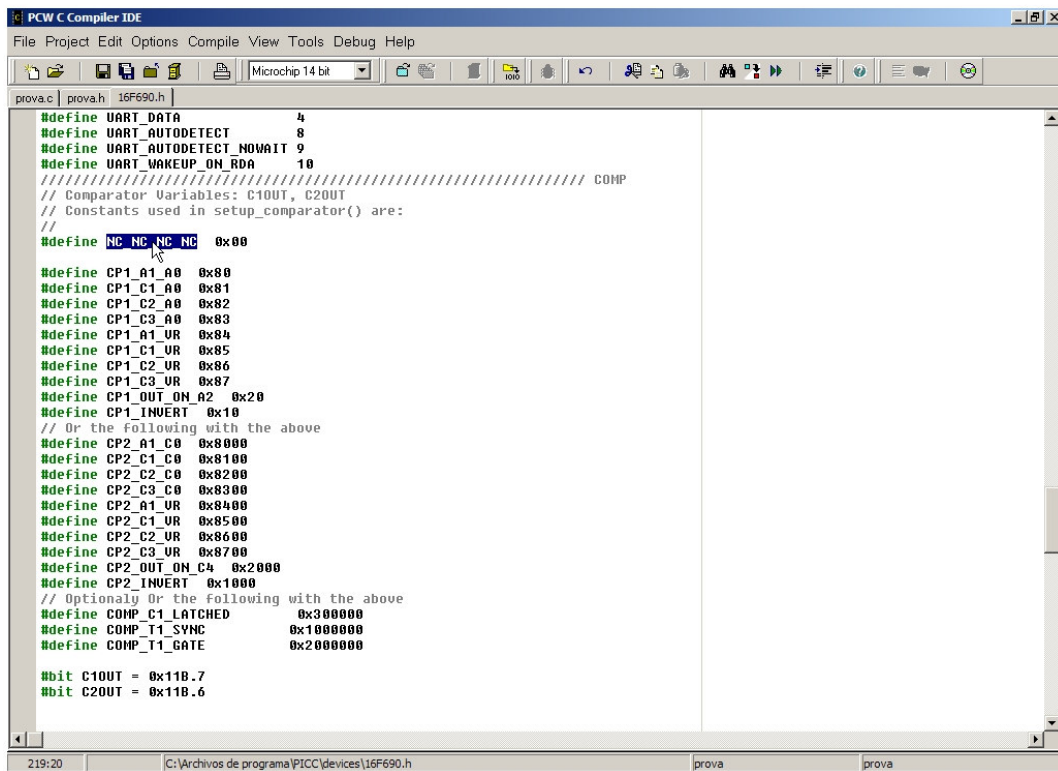 PCW C Compiler IDE
File Project Edit Options Compile View Tools Debug Help
Microchip 14 bit
prova.c prova.h 16F690.h
#define UART_DATA 4
#define UART_AUTODETECT 8
#define UART_AUTODETECT_NOWAIT 9
#define UART_WAKEUP_ON_RDA 10
////////////////////////////////////////////////////////////////// COMP
// Comparator Variables: C1OUT, C2OUT
// Constants used in setup_comparator() are:
//
#define NC_NC_NC_NC 0x00
#define CP1_A1_A0 0x80
#define CP1_C1_A0 0x81
#define CP1_C2_A0 0x82
#define CP1_C3_A0 0x83
#define CP1_A1_VR 0x84
#define CP1_C1_VR 0x85
#define CP1_C2_VR 0x86
#define CP1_C3_VR 0x87
#define CP1_OUT_ON_A2 0x20
#define CP1_INVERT 0x10
// Or the following with the above
#define CP2_A1_C0 0x8000
#define CP2_C1_C0 0x8100
#define CP2_C2_C0 0x8200
#define CP2_C3_C0 0x8300
#define CP2_A1_VR 0x8400
#define CP2_C1_VR 0x8500
#define CP2_C2_VR 0x8600
#define CP2_C3_VR 0x8700
#define CP2_OUT_ON_C4 0x2000
#define CP2_INVERT 0x1000
// Optionaly Or the following with the above
#define COMP_C1_LATCHED 0x300000
#define COMP_T1_SYNC 0x1000000
#define COMP_T1_GATE 0x2000000
#bit C1OUT = 0x11B.7
#bit C2OUT = 0x11B.6
219:20 C:\Archivos de programa\PICC\devices\16F690.h prova prova